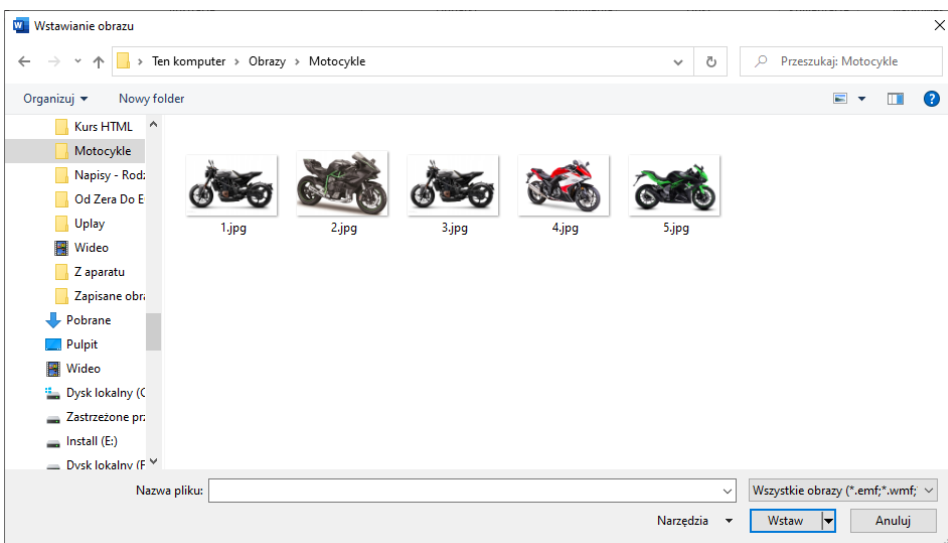 Wstawianie obrazu
Ten komputer > Obrazy > Motocykle
Przeszukaj: Motocykle
Organizuj Nowy folder
Kurs HTML
Motocykle
Napisy - Rodz
Od Zera Do E
Uplay
Wideo
Z aparatu
Zapisane obra
Pobrane
Pulpit
Wideo
Dysk lokalny (C
Zastrzeżone prz
Install (E:)
Dysk lokalny (F
1.jpg
2.jpg
3.jpg
4.jpg
5.jpg
Nazwa pliku:
Wszystkie obrazy (*.emf;*.wmf;
Narzędzia
Wstaw
Anuluj